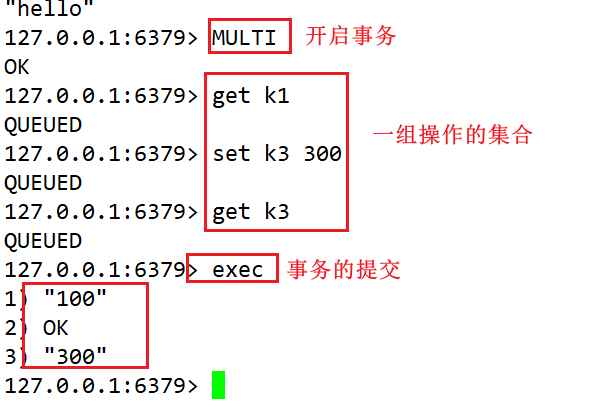 "hello"
127.0.0.1:6379> MULTI 开启事务
OK
127.0.0.1:6379> get k1
QUEUED
一组操作的集合
127.0.0.1:6379> set k3 300
QUEUED
127.0.0.1:6379> get k3
QUEUED
127.0.0.1:6379> exec 事务的提交
1) "100"
2) OK
3) "300"
127.0.0.1:6379>